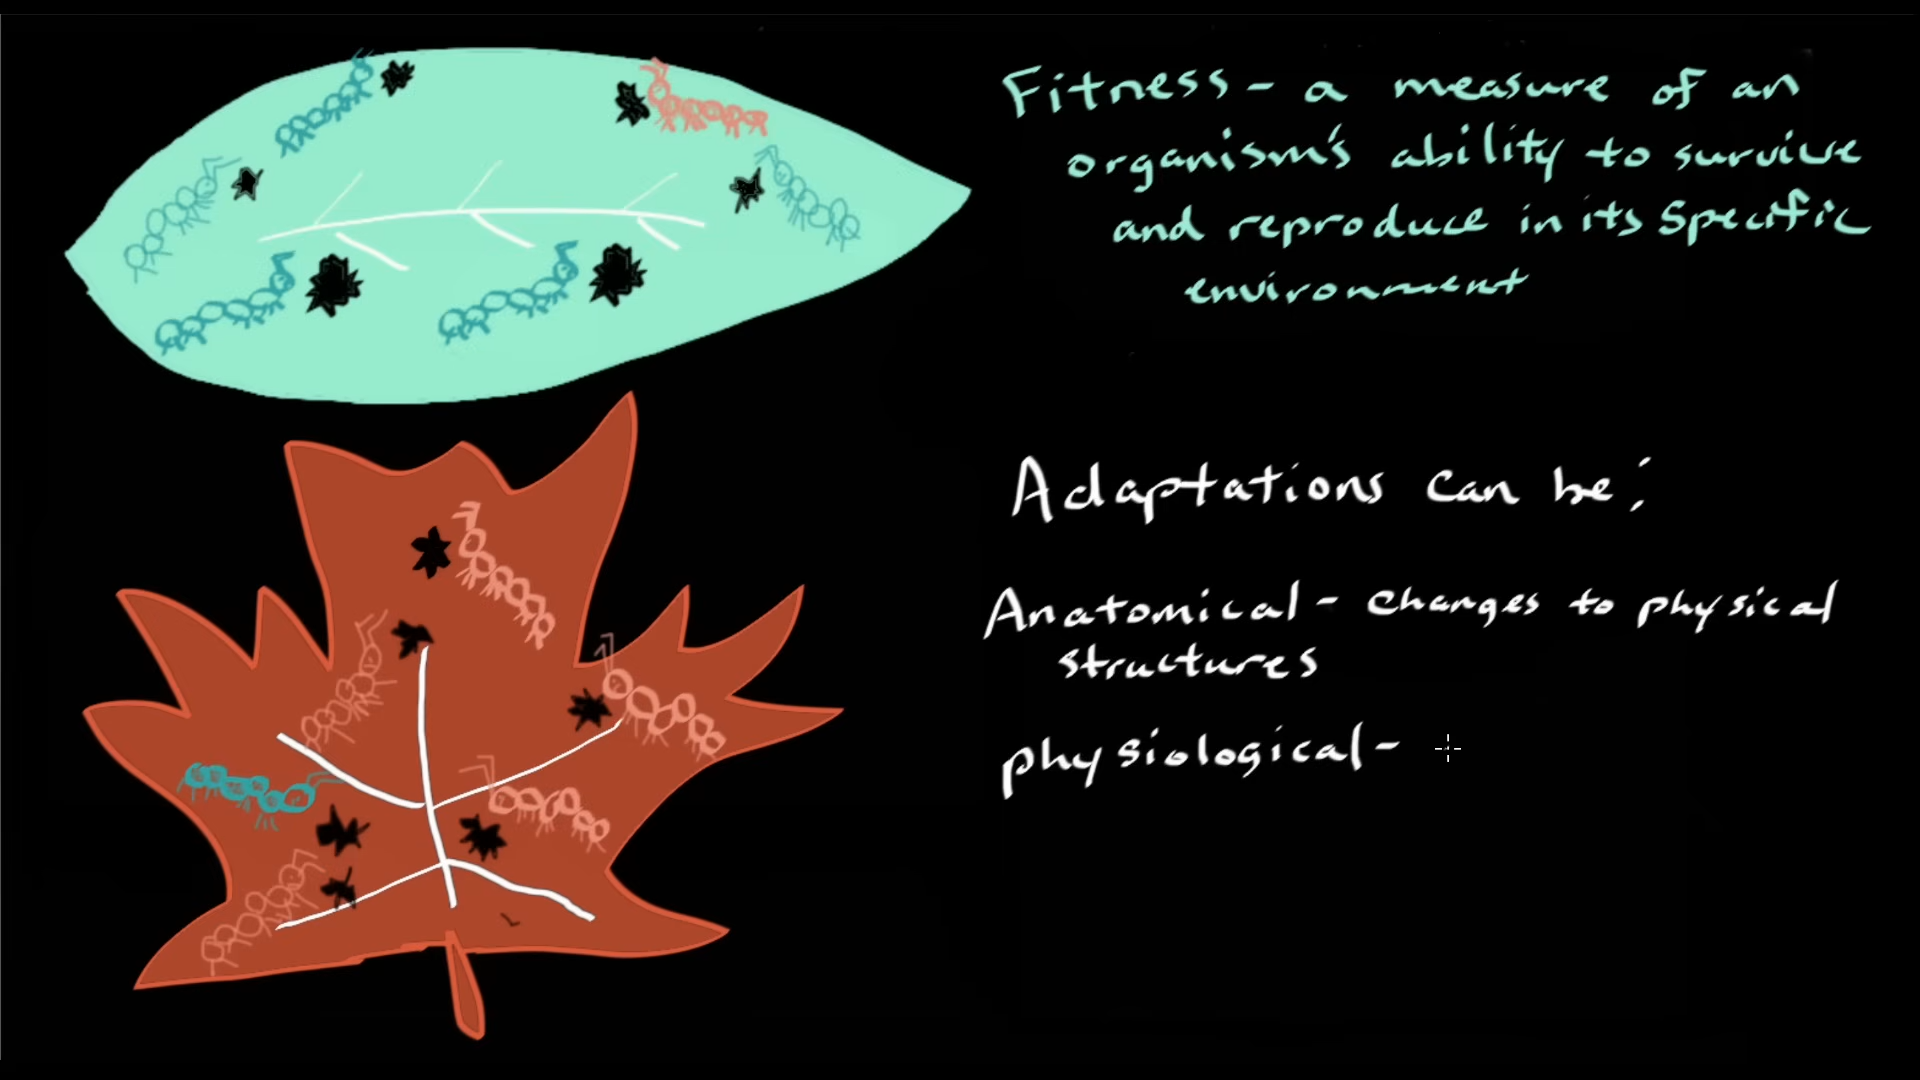 Fitness - a measure of an
organism's ability to survive
and reproduce in its specific
environment
Adaptations can be:
Anatomical - changes to physical
structures
physiological -